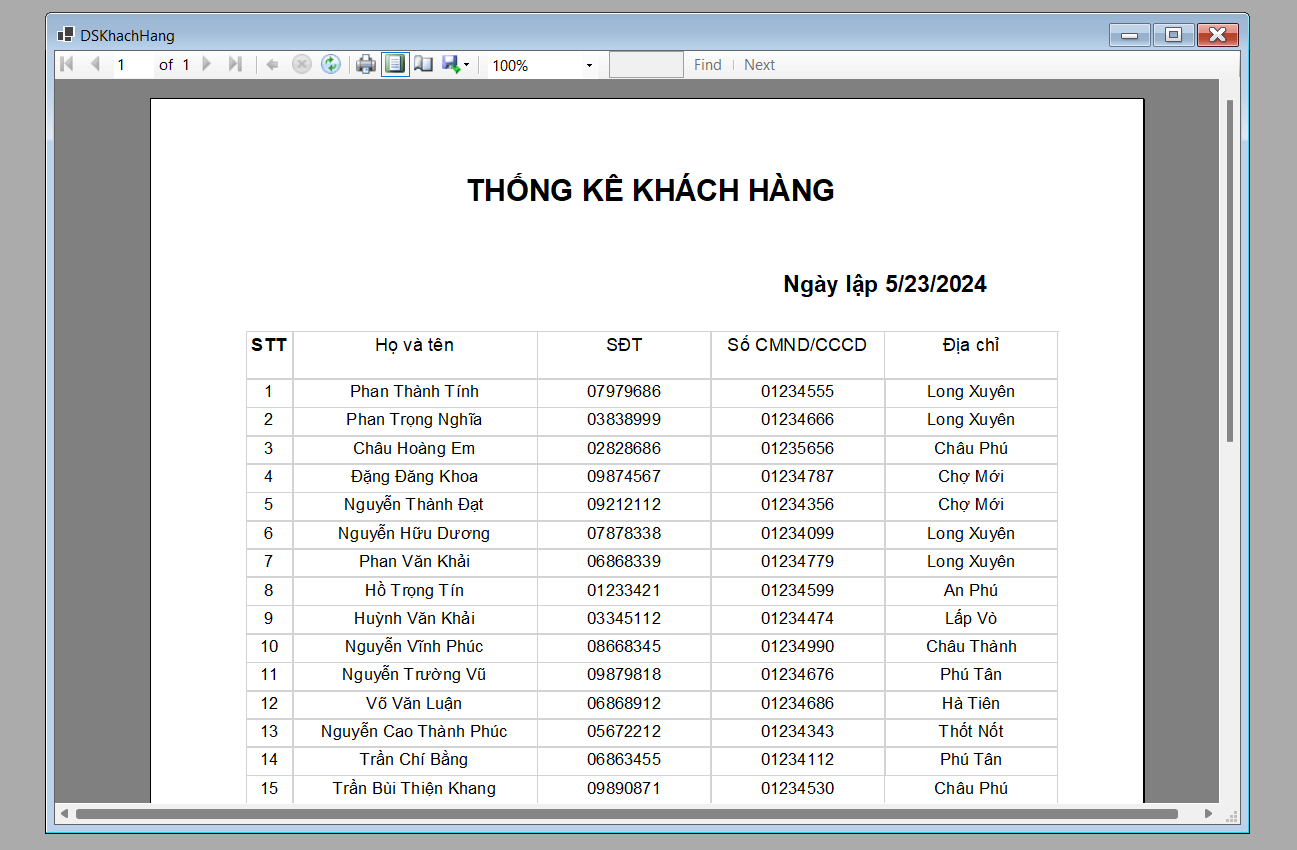 DSKhachHang
1 of 1 100% Find Next
THỐNG KÊ KHÁCH HÀNG
Ngày lập 5/23/2024
STT Họ và tên SĐT Số CMND/CCCD Địa chỉ
1 Phan Thành Tính 07979686 01234555 Long Xuyên
2 Phan Trọng Nghĩa 03838999 01234666 Long Xuyên
3 Châu Hoàng Em 02828686 01235656 Châu Phú
4 Đặng Đăng Khoa 09874567 01234787 Chợ Mới
5 Nguyễn Thành Đạt 09212112 01234356 Chợ Mới
6 Nguyễn Hữu Dương 07878338 01234099 Long Xuyên
7 Phan Văn Khải 06868339 01234779 Long Xuyên
8 Hồ Trọng Tín 01233421 01234599 An Phú
9 Huỳnh Văn Khải 03345112 01234474 Lấp Vò
10 Nguyễn Vĩnh Phúc 08668345 01234990 Châu Thành
11 Nguyễn Trường Vũ 09879818 01234676 Phú Tân
12 Võ Văn Luận 06868912 01234686 Hà Tiên
13 Nguyễn Cao Thành Phúc 05672212 01234343 Thốt Nốt
14 Trần Chí Bằng 06863455 01234112 Phú Tân
15 Trần Bùi Thiện Khang 09890871 01234530 Châu Phú